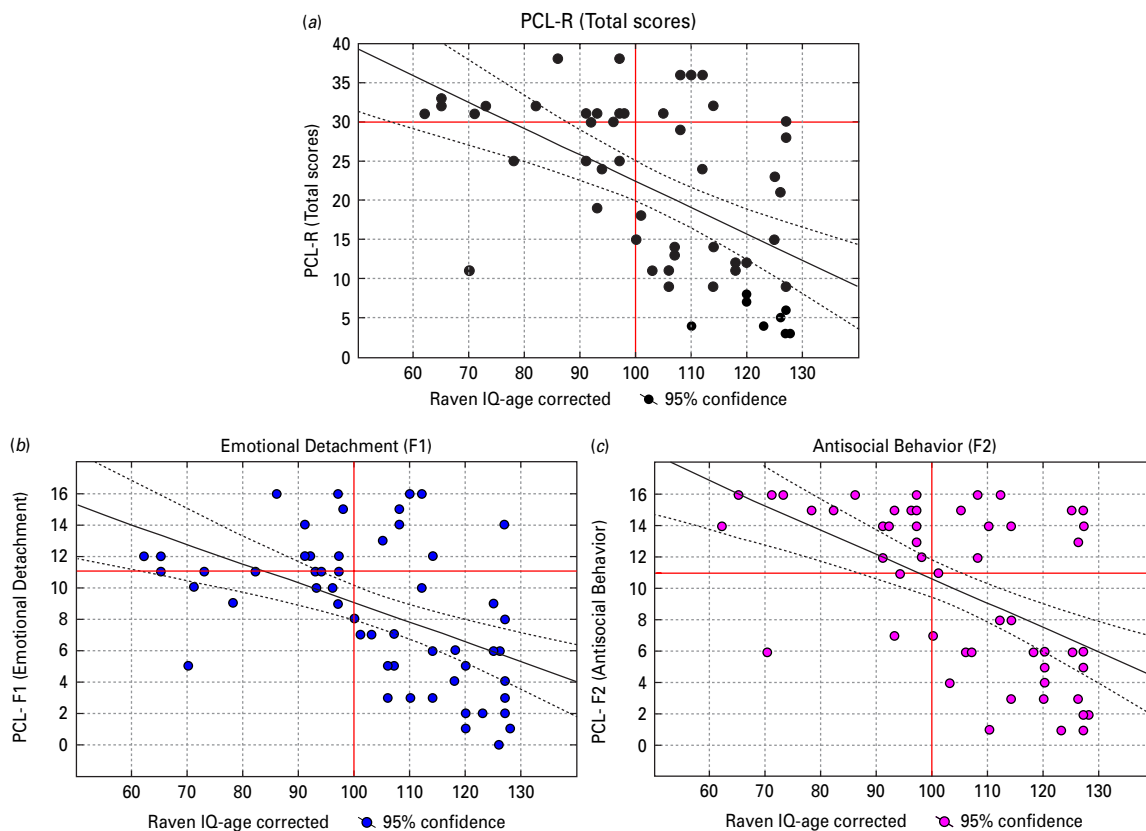 (a)
PCL-R (Total scores)
PCL-R (Total scores)
40
35
30
25
20
15
10
5
0
60 70 80 90 100 110 120 130
Raven IQ-age corrected 95% confidence
(b)
Emotional Detachment (F1)
PCL- F1 (Emotional Detachment)
16
14
12
11
10
8
6
4
2
0
60 70 80 90 100 110 120 130
Raven IQ-age corrected 95% confidence
(c)
Antisocial Behavior (F2)
PCL- F2 (Antisocial Behavior)
16
14
12
11
10
8
6
4
2
0
60 70 80 90 100 110 120 130
Raven IQ-age corrected 95% confidence